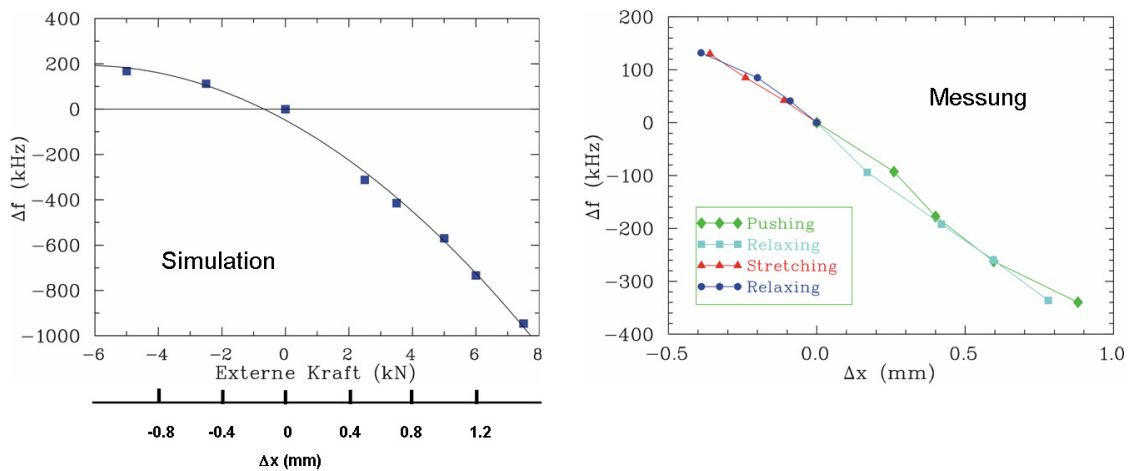 400
200
0
−200
−400
−600
−800
−1000
Δf (kHz)
Simulation
−6 −4 −2 0 2 4 6 8
Externe Kraft (kN)
-0.8 -0.4 0 0.4 0.8 1.2
Δx (mm)
200
100
0
−100
−200
−300
−400
Δf (kHz)
Messung
Pushing
Relaxing
Stretching
Relaxing
−0.5 0.0 0.5 1.0
Δx (mm)